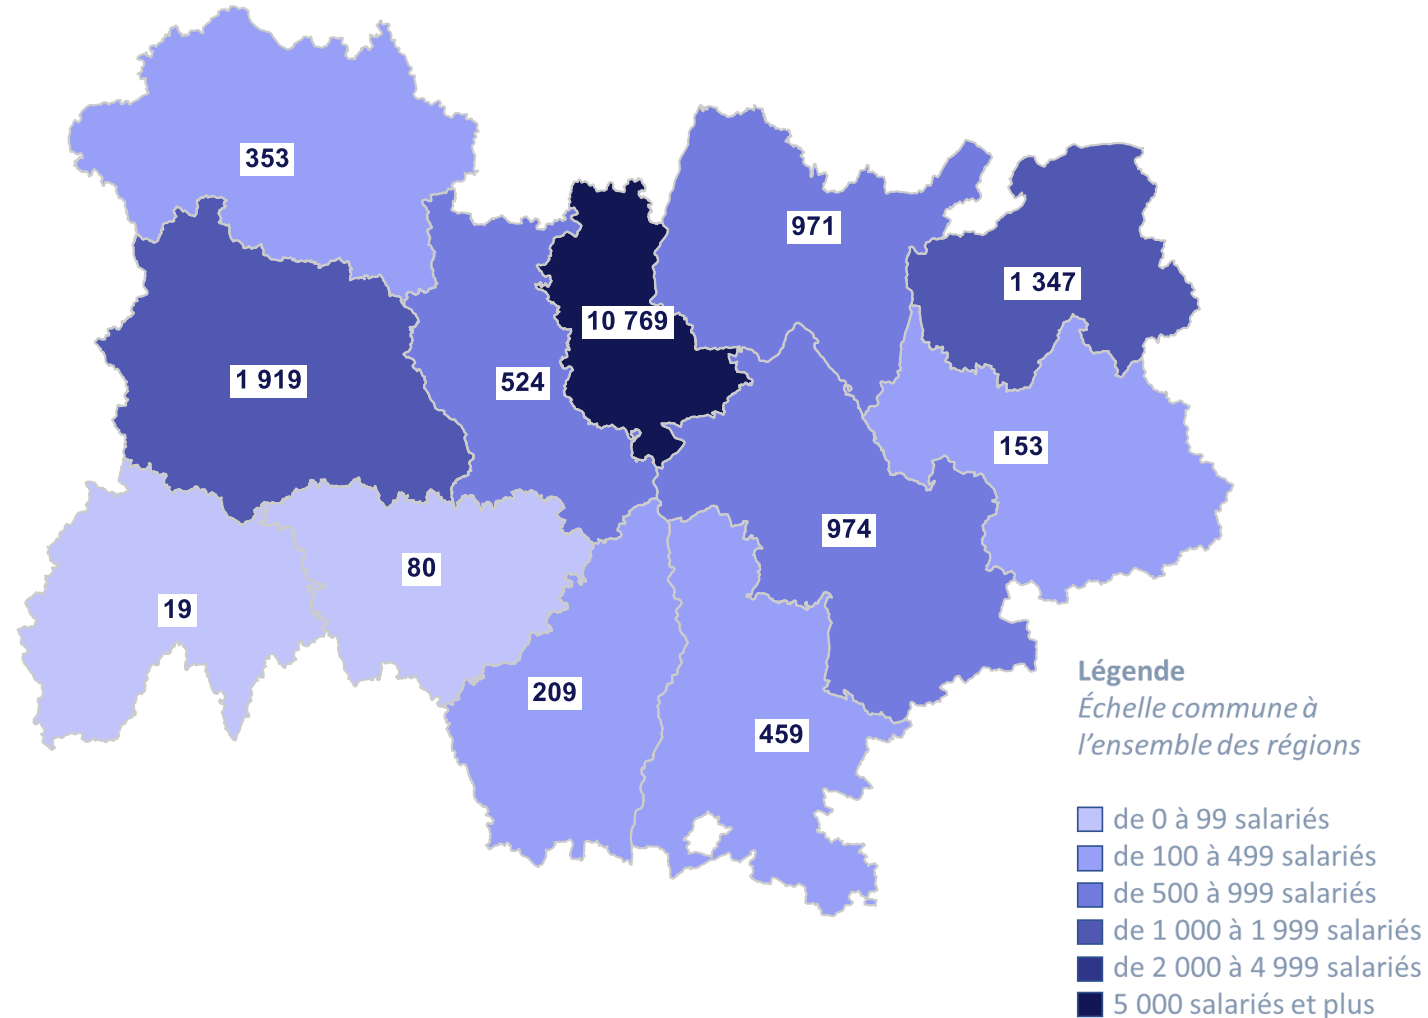 353
971
1 347
10 769
1 919
524
153
974
80
19
209
459
Légende
Échelle commune à
l’ensemble des régions
de 0 à 99 salariés
de 100 à 499 salariés
de 500 à 999 salariés
de 1 000 à 1 999 salariés
de 2 000 à 4 999 salariés
5 000 salariés et plus